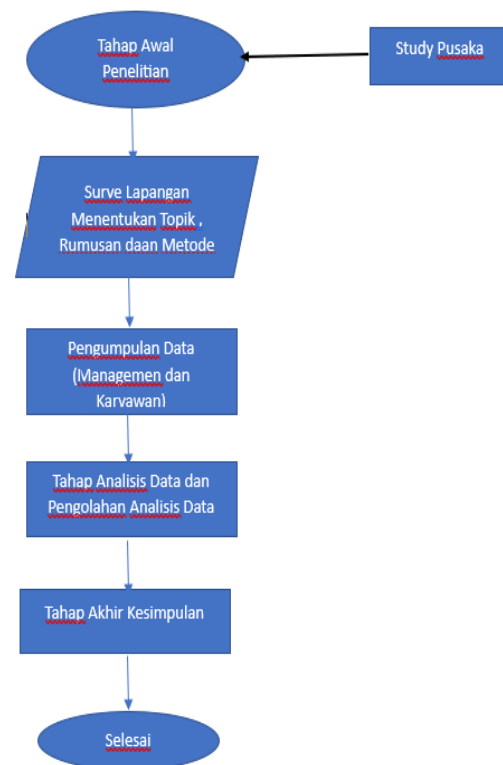 Tahap Awal
Penelitian
Study Pusaka
Surve Lapangan
Menentukan Topik ,
Rumusan daan Metode
Pengumpulan Data
(Managemen dan
Karyawan)
Tahap Analisis Data dan
Pengolahan Analisis Data
Tahap Akhir Kesimpulan
Selesai